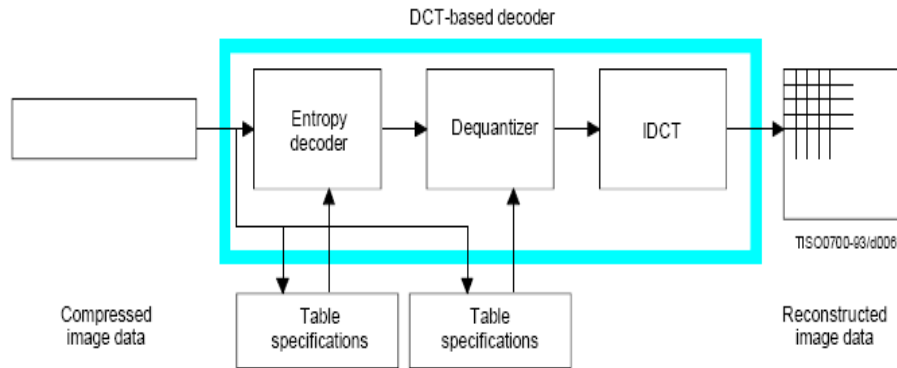 DCT-based decoder
Entropy
decoder
Dequantizer
IDCT
TISO0700-93/d006
Compressed
image data
Table
specifications
Table
specifications
Reconstructed
image data